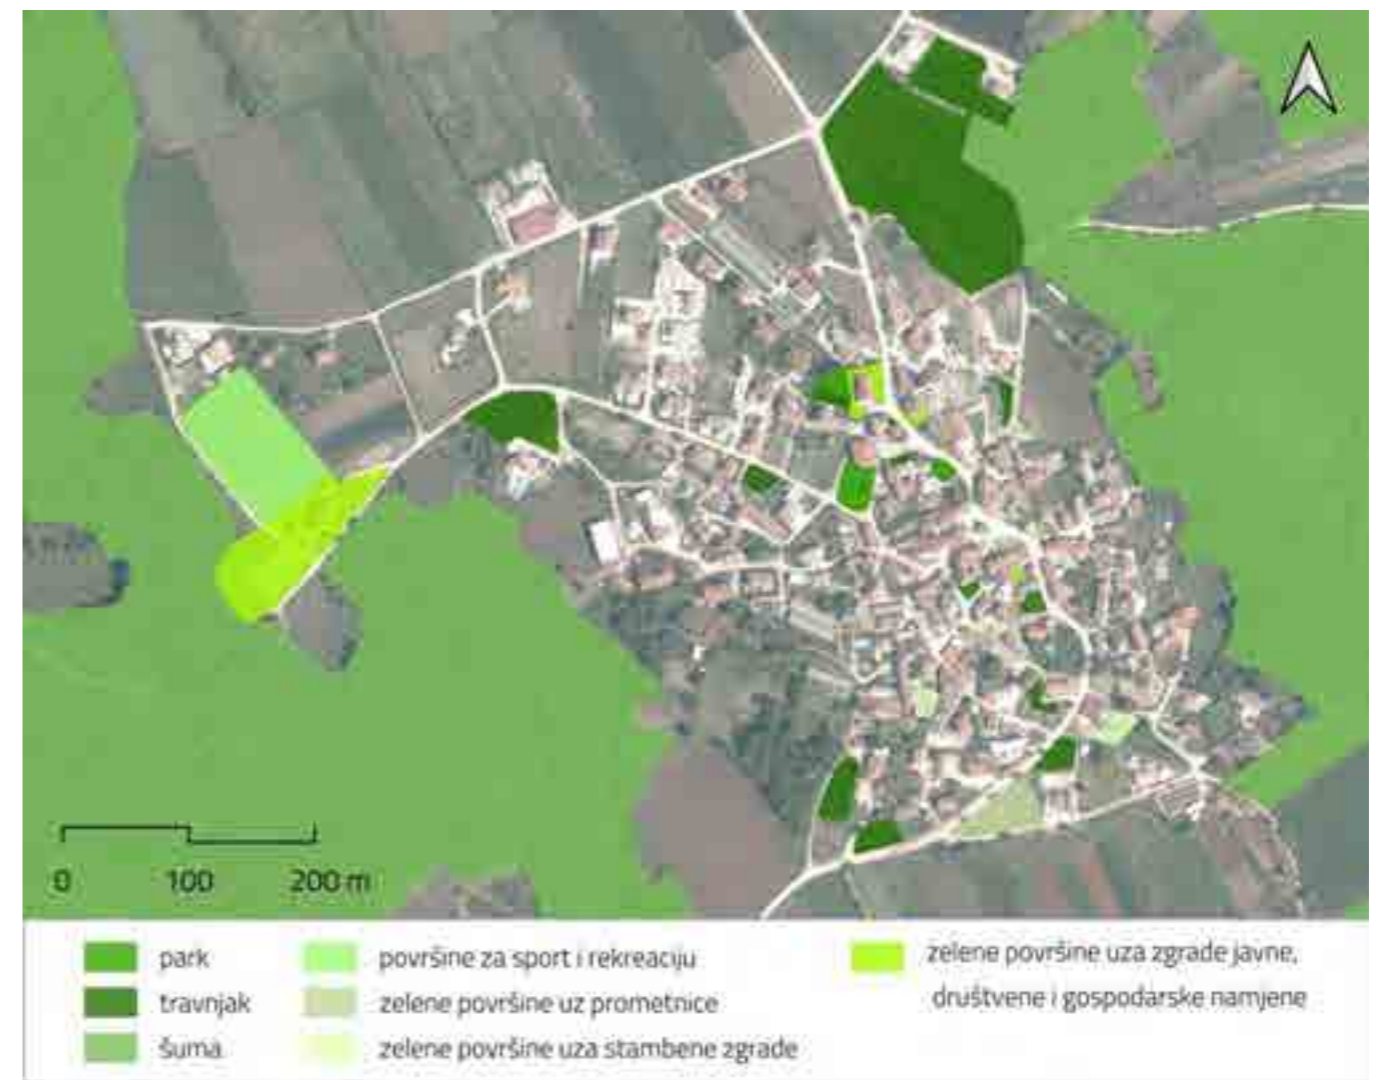 0 100 200 m
park
travnjak
šuma
površine za sport i rekreaciju
zelene površine uz prometnice
zelene površine uza stambene zgrade
zelene površine uza zgrade javne,
društvene i gospodarske namjene